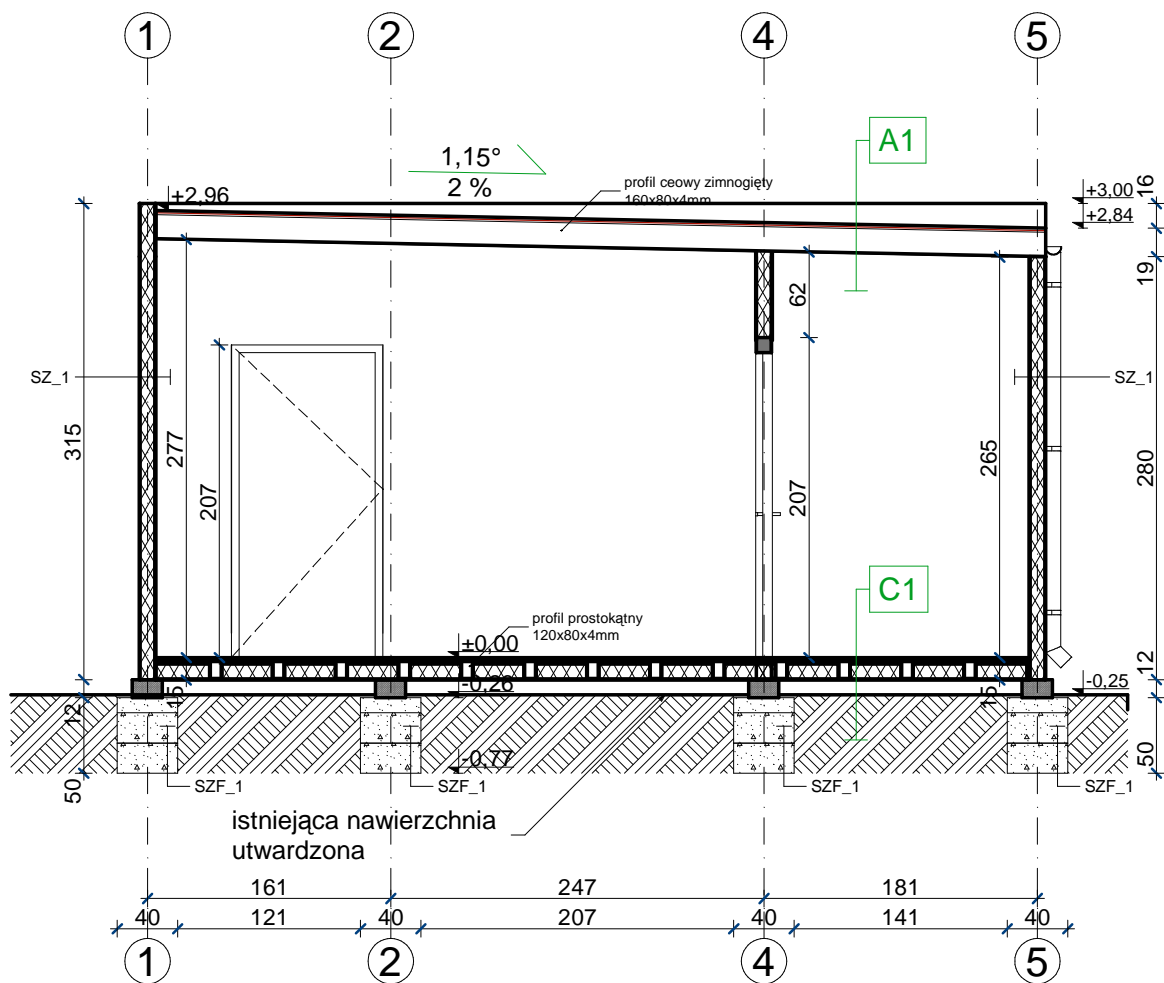 1 2 4 5
A1
1,15°
2 %
profil ceowy zimnogięty
160x80x4mm
+2,96
+3,00
+2,84
16
19
62
SZ_1
SZ_1
315
277
207
207
265
280
C1
profil prostokątny
120x80x4mm
±0,00
-0,26
-0,25
12
15
15
12
-0,77
50
50
SZF_1
SZF_1
SZF_1
SZF_1
istniejąca nawierzchnia
utwardzona
161 247 181
40 121 40 207 40 141 40
1 2 4 5